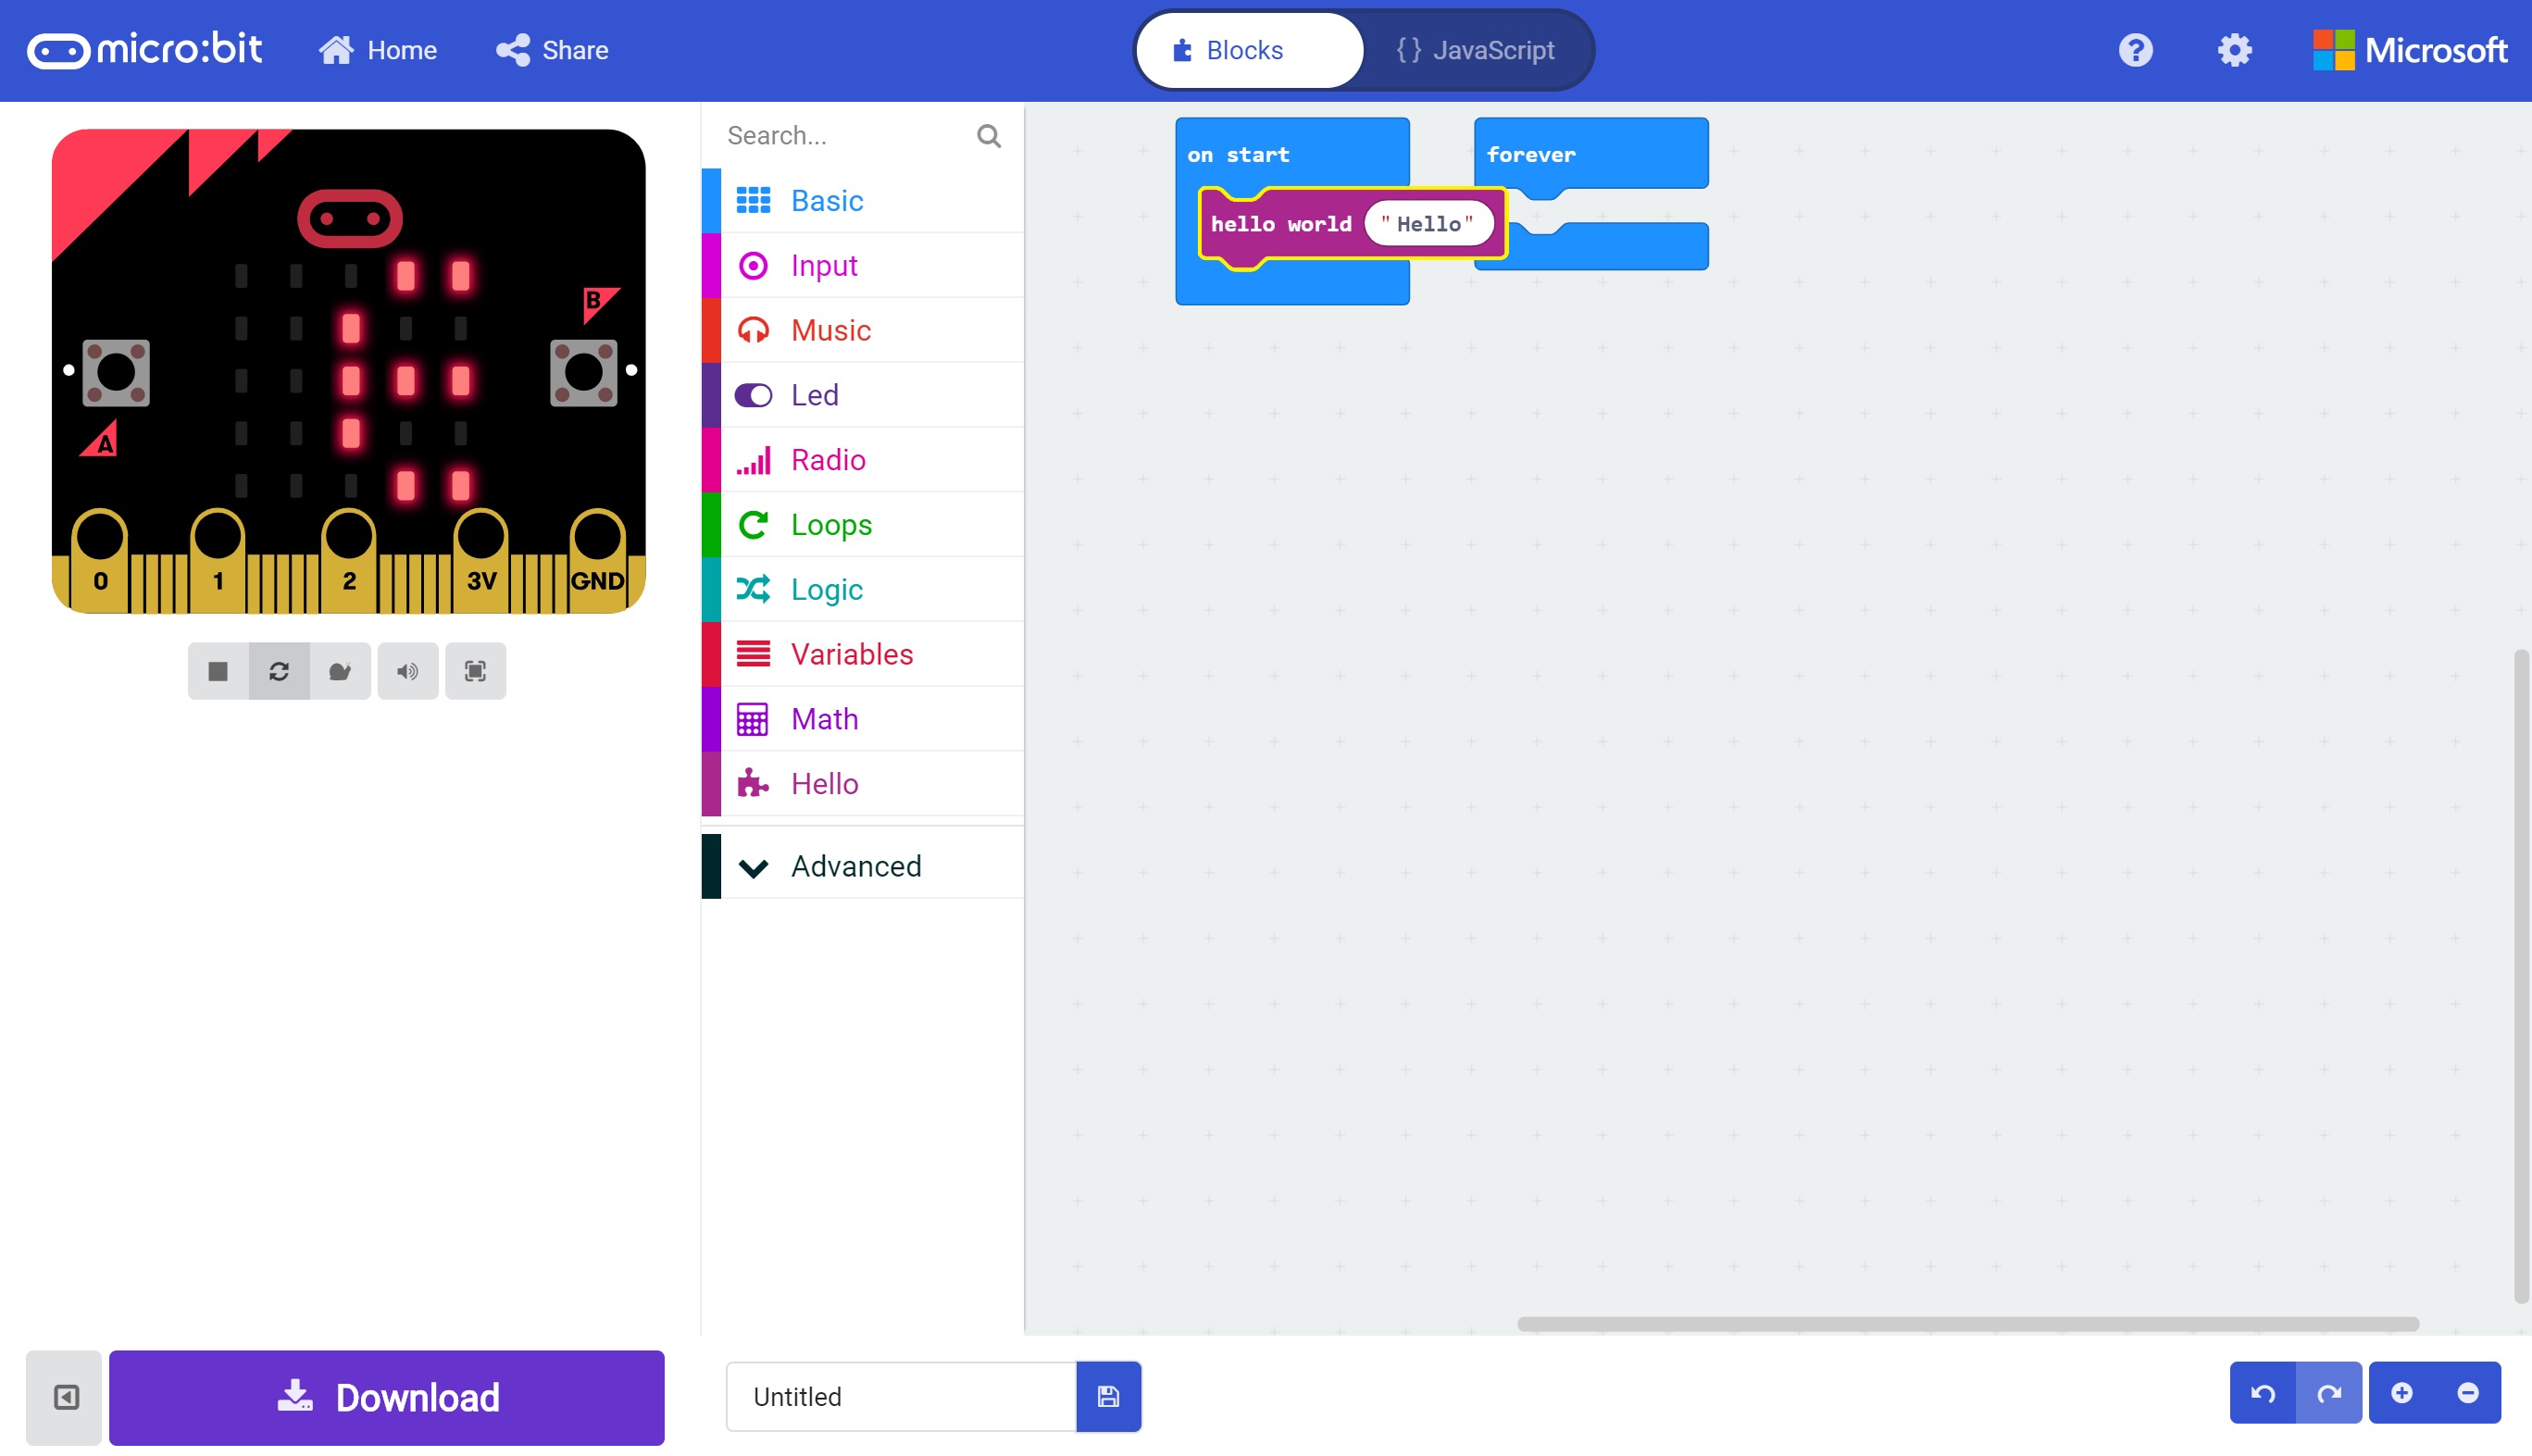 micro:bit
Home
Share
Blocks
{ } JavaScript
Microsoft
Search...
Basic
Input
Music
Led
Radio
Loops
Logic
Variables
Math
Hello
Advanced
on start
hello world "Hello"
forever
B
A
0 1 2 3V GND
Download
Untitled